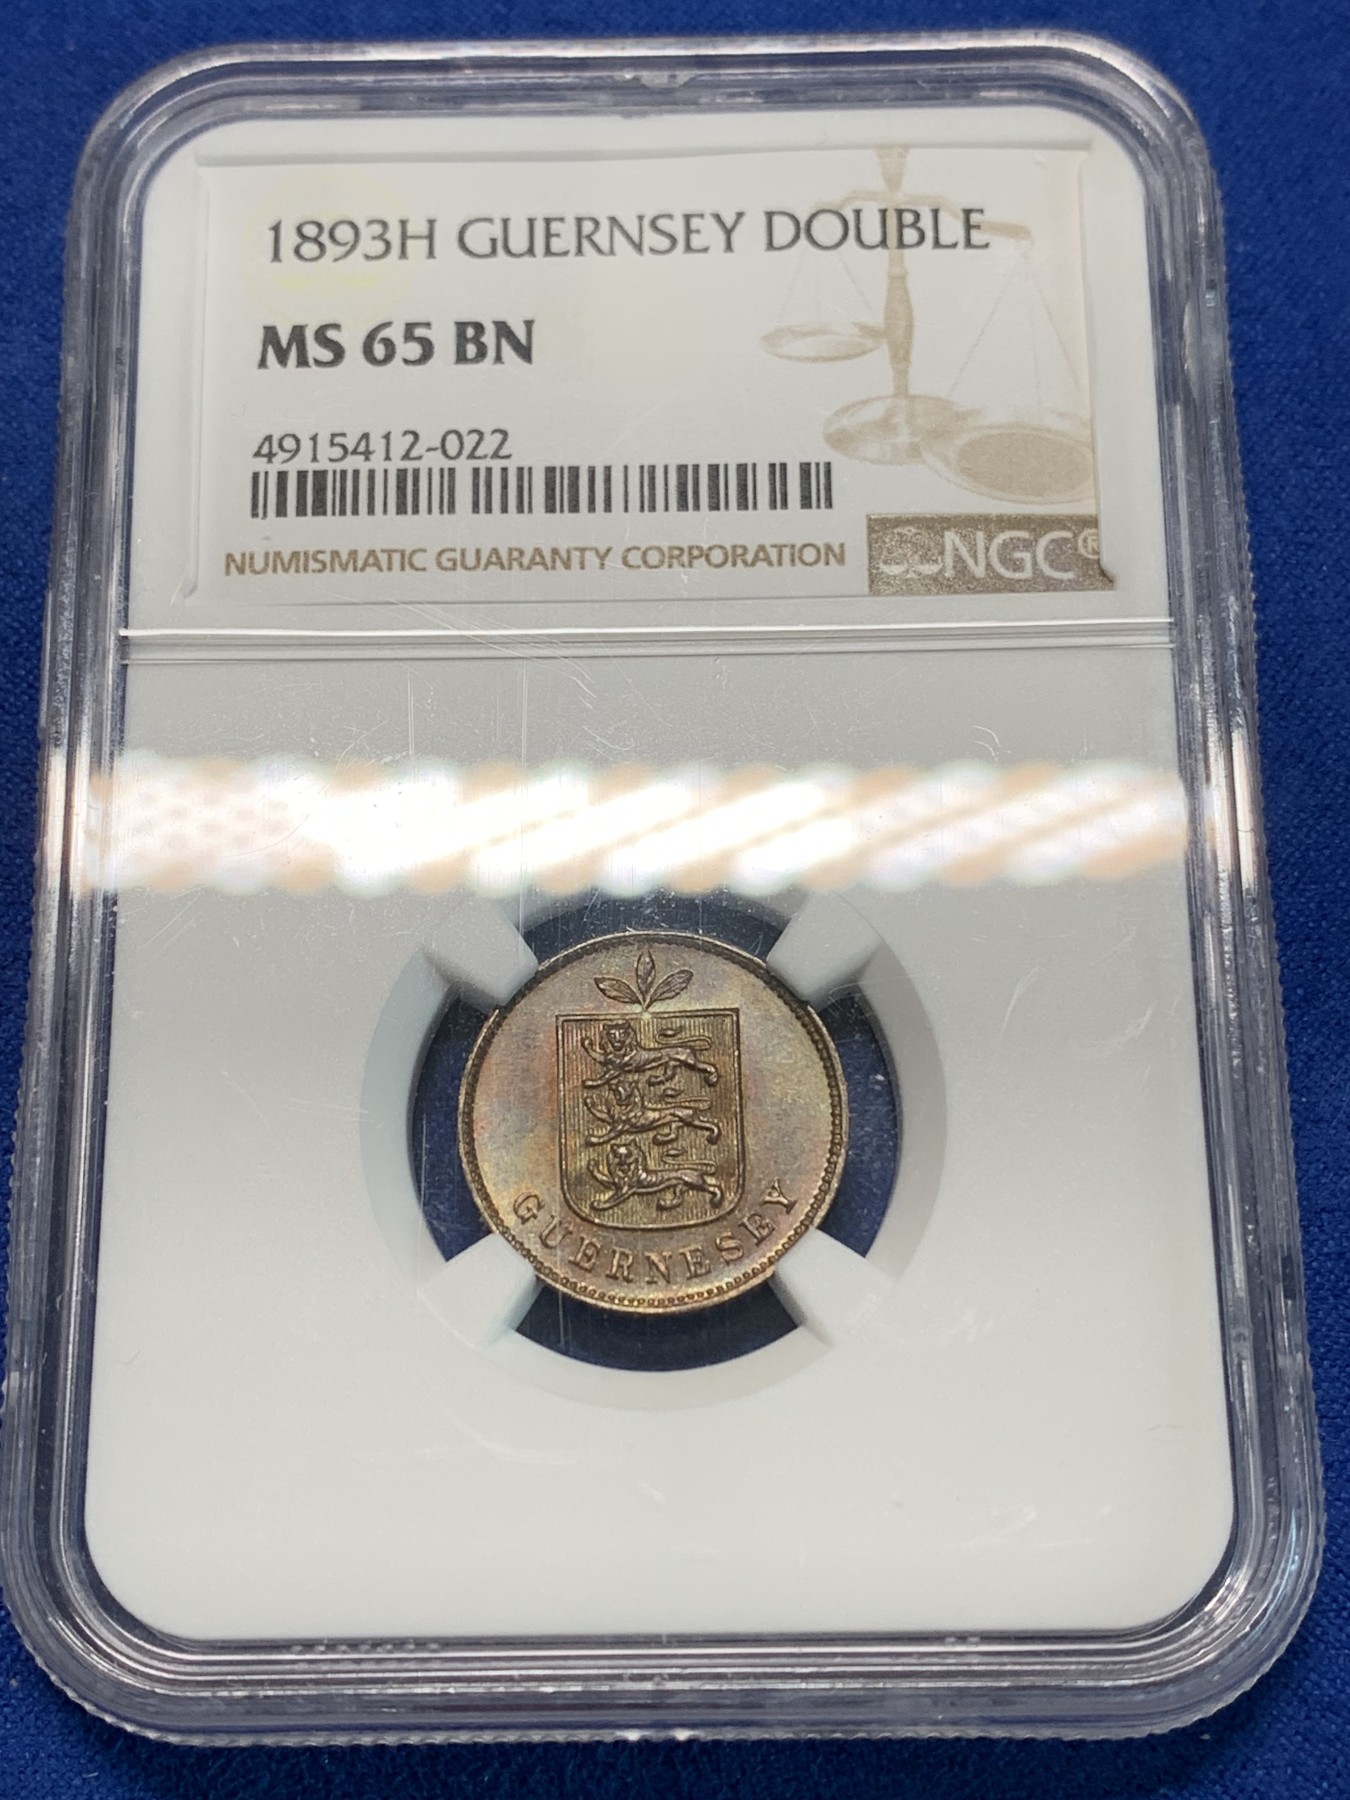 1893H GUERNSEY DOUBLE
MS 65 BN
4915412-022
NUMISMATIC GUARANTY CORPORATION NGC®
GUERNESEY